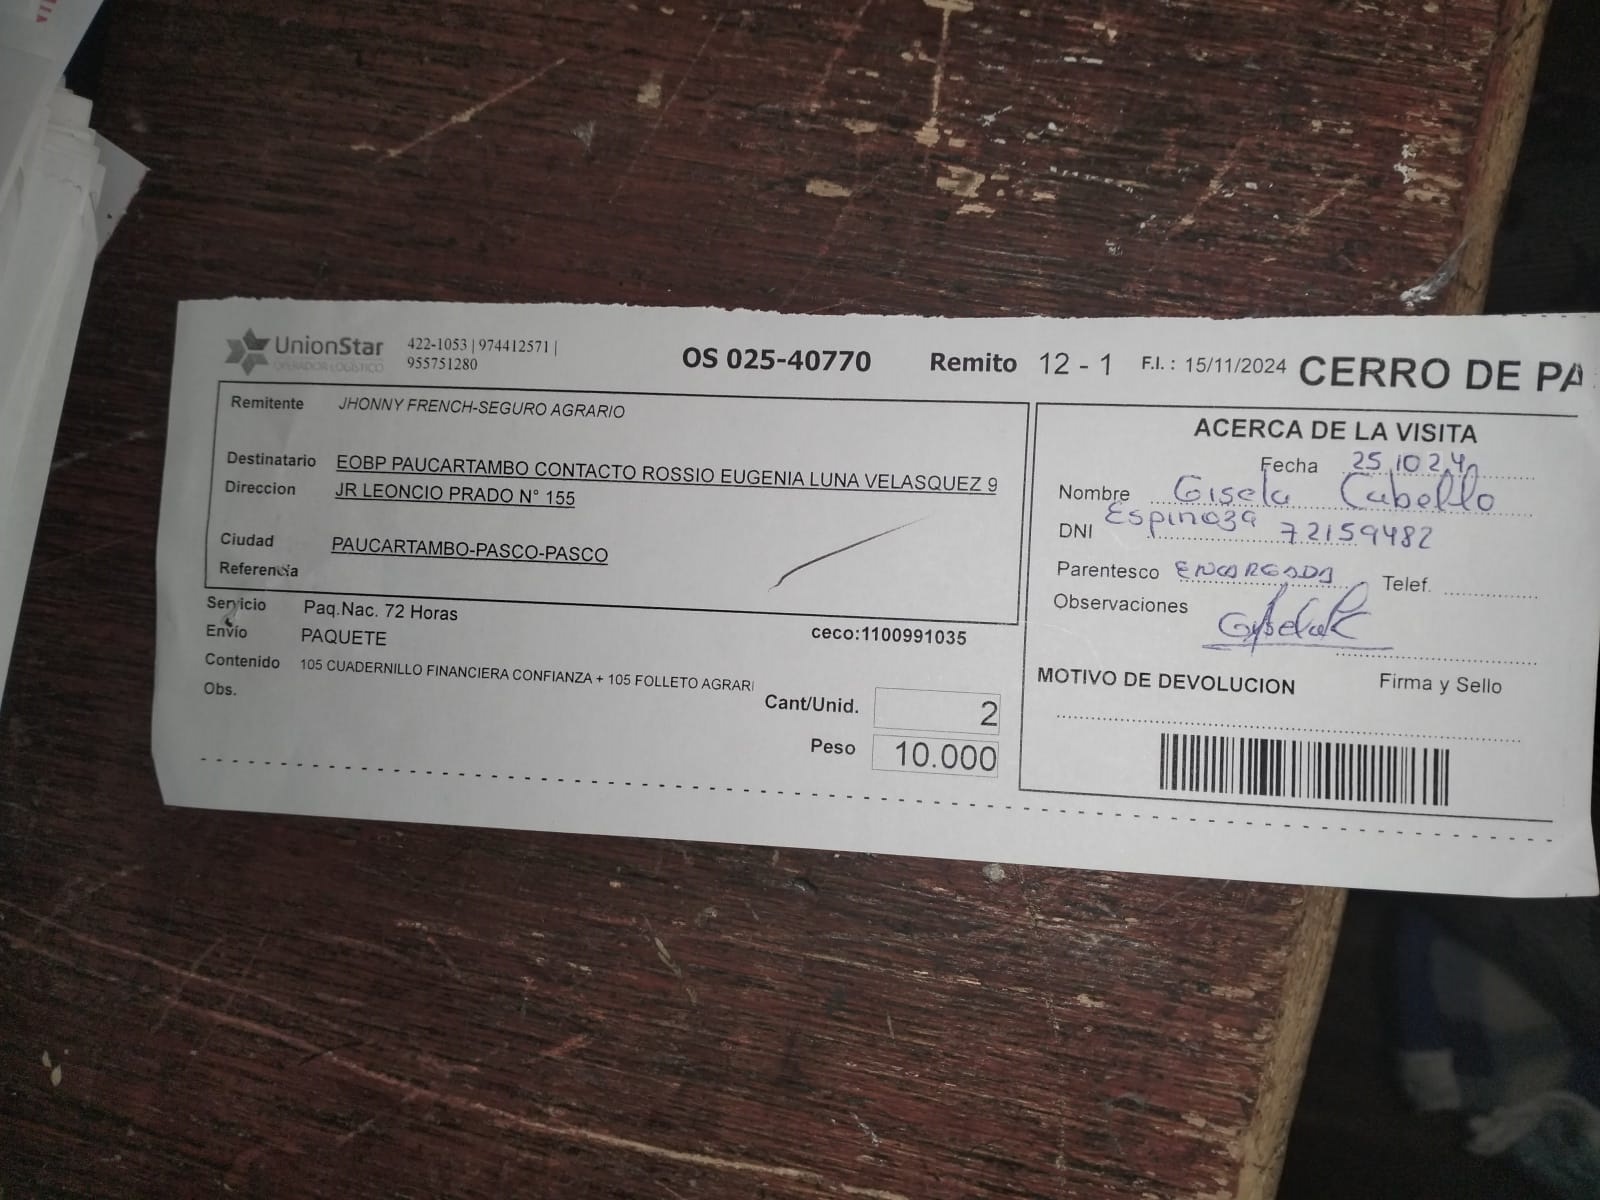 UnionStar
OPERADOR LOGISTICO
422-1053 | 974412571 |
955751280
OS 025-40770 Remito 12 - 1 F.I. : 15/11/2024 CERRO DE PA
Remitente JHONNY FRENCH-SEGURO AGRARIO
Destinatario EOBP PAUCARTAMBO CONTACTO ROSSIO EUGENIA LUNA VELASQUEZ 9
Direccion JR LEONCIO PRADO N° 155
Ciudad PAUCARTAMBO-PASCO-PASCO
Referencia
Servicio Paq.Nac. 72 Horas
Envío PAQUETE ceco:1100991035
Contenido 105 CUADERNILLO FINANCIERA CONFIANZA + 105 FOLLETO AGRARI
Obs.
Cant/Unid. 2
Peso 10.000
ACERCA DE LA VISITA
Fecha 25 10 24
Nombre Gisela Cabello
Espinoza
DNI 72159482
Parentesco ENCARGADA Telef.
Observaciones
MOTIVO DE DEVOLUCION Firma y Sello